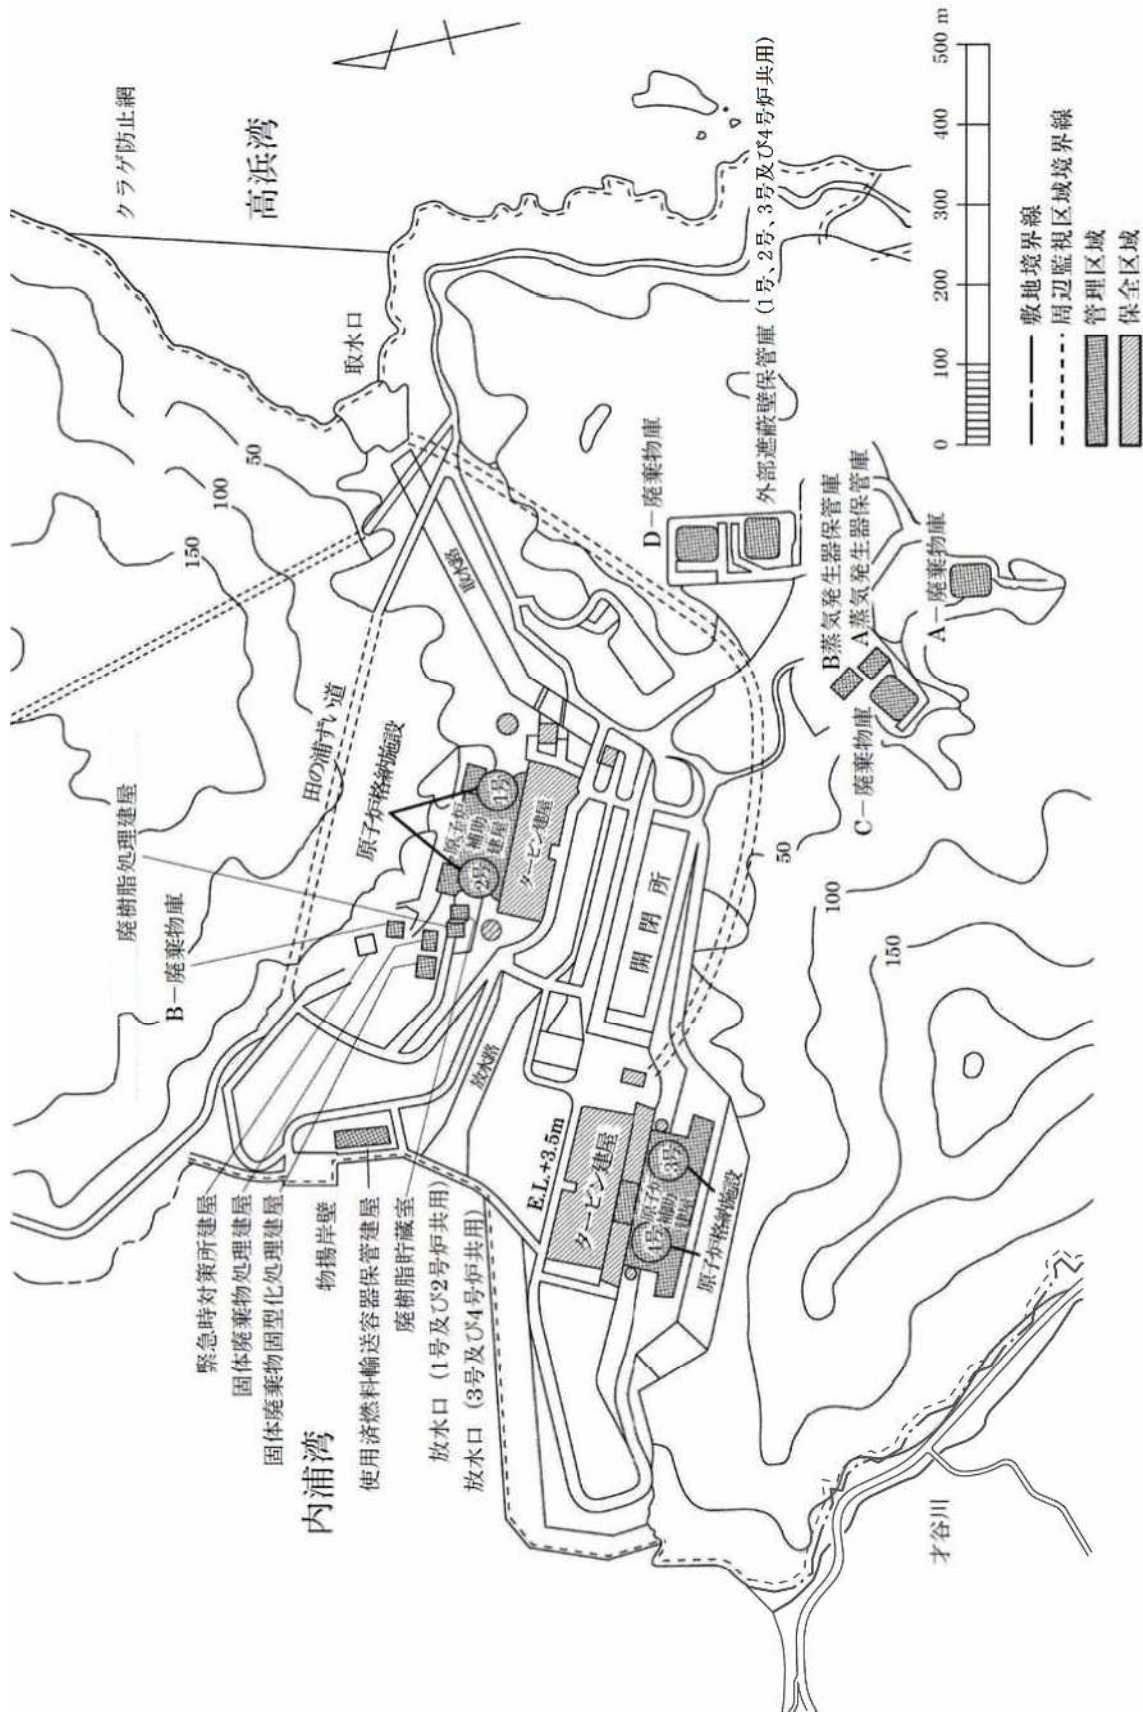 クラゲ防止網
高浜湾
取水口
50
100
150
取水路
田の浦ずい道
原子炉格納施設
廃樹脂処理建屋
B－廃棄物庫
1号
2号
原子炉
補助
建屋
タービン建屋
開閉所
放水路
E.L.+3.5m
タービン建屋
3号
4号
原子炉
補助
建屋
原子炉格納施設
緊急時対策所建屋
固体廃棄物処理建屋
固体廃棄物固型化処理建屋
物揚岸壁
使用済燃料輸送容器保管建屋
廃樹脂貯蔵室
放水口（1号及び2号炉共用）
放水口（3号及び4号炉共用）
内浦湾
D－廃棄物庫
外部遮蔽壁保管庫（1号、2号、3号及び4号炉共用）
B蒸気発生器保管庫
A蒸気発生器保管庫
A－廃棄物庫
C－廃棄物庫
50
100
150
才谷川
0 100 200 300 400 500 m
敷地境界線
周辺監視区域境界線
管理区域
保全区域